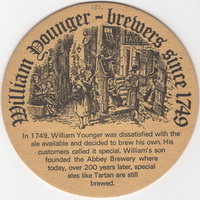 William Younger - brewers since 1749
TAVERN
In 1749, William Younger was dissatisfied with the
ale available and decided to brew his own. His
customers called it special. William's son
founded the Abbey Brewery where
today, over 200 years later, special
ales like Tartan are still
brewed.